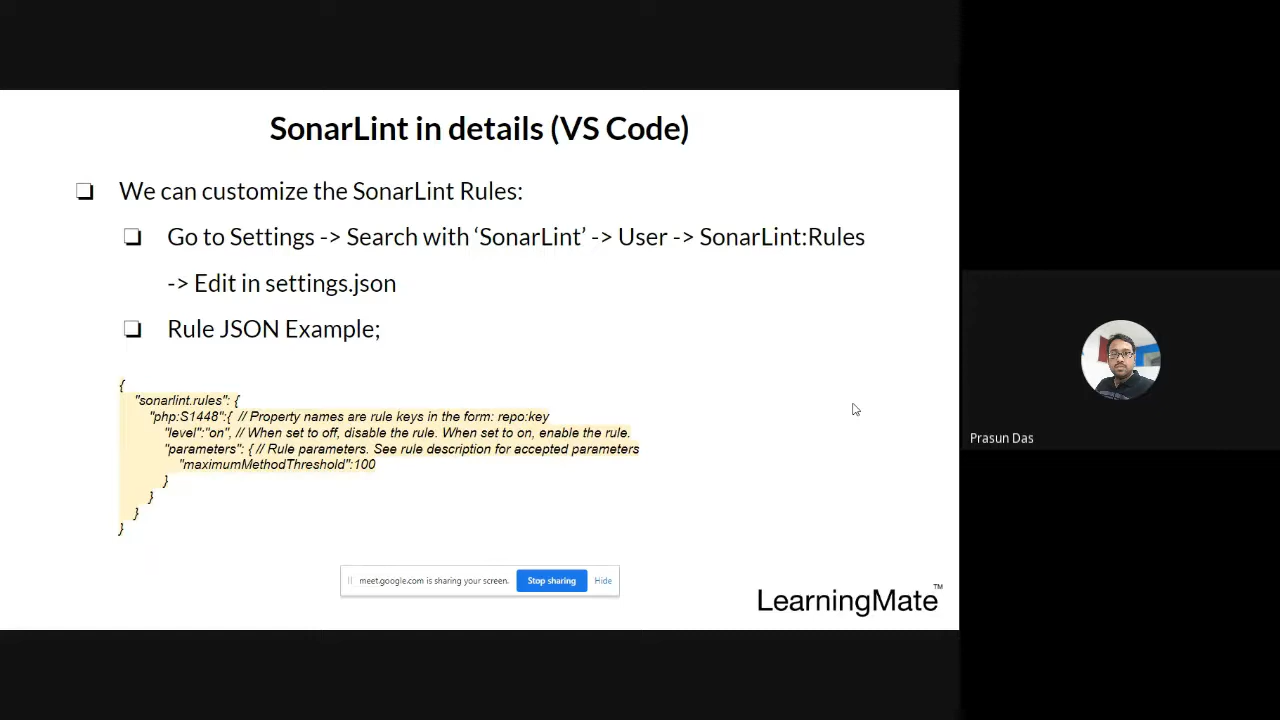 SonarLint in details (VS Code)
❏ We can customize the SonarLint Rules:
❏ Go to Settings -> Search with ‘SonarLint’ -> User -> SonarLint:Rules
-> Edit in settings.json
❏ Rule JSON Example;
{
"sonarlint.rules": {
"php:S1448":{ // Property names are rule keys in the form: repo:key
"level":"on", // When set to off, disable the rule. When set to on, enable the rule.
"parameters": { // Rule parameters. See rule description for accepted parameters
"maximumMethodThreshold":100
}
}
}
}
meet.google.com is sharing your screen. Stop sharing Hide
LearningMate™
Prasun Das